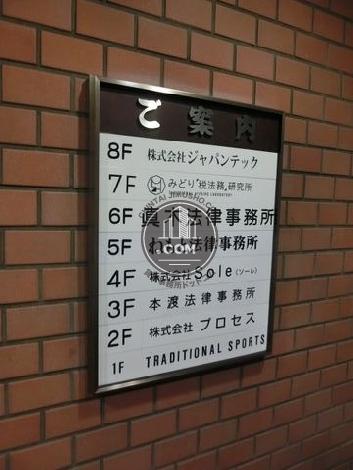 ご案内
8F 株式会社ジャパンテック
7F みどり"税法務"研究所
6F 眞木法律事務所
5F 法律事務所
4F 株式会社Sole(ソーレ)
3F 本渡法律事務所
2F 株式会社 プロセス
1F TRADITIONAL SPORTS
.COM